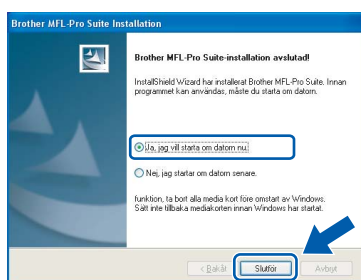 Brother MFL-Pro Suite Installation
Brother MFL-Pro Suite-installation avslutad!
InstallShield Wizard har installerat Brother MFL-Pro Suite. Innan
programmet kan användas, måste du starta om datorn.
Ja, jag vill starta om datorn nu.
Nej, jag startar om datorn senare.
funktion, ta bort alla media kort före omstart av Windows.
Sätt inte tillbaka mediakorten innan Windows har startat.
< Bakåt
Slutför
Avbryt